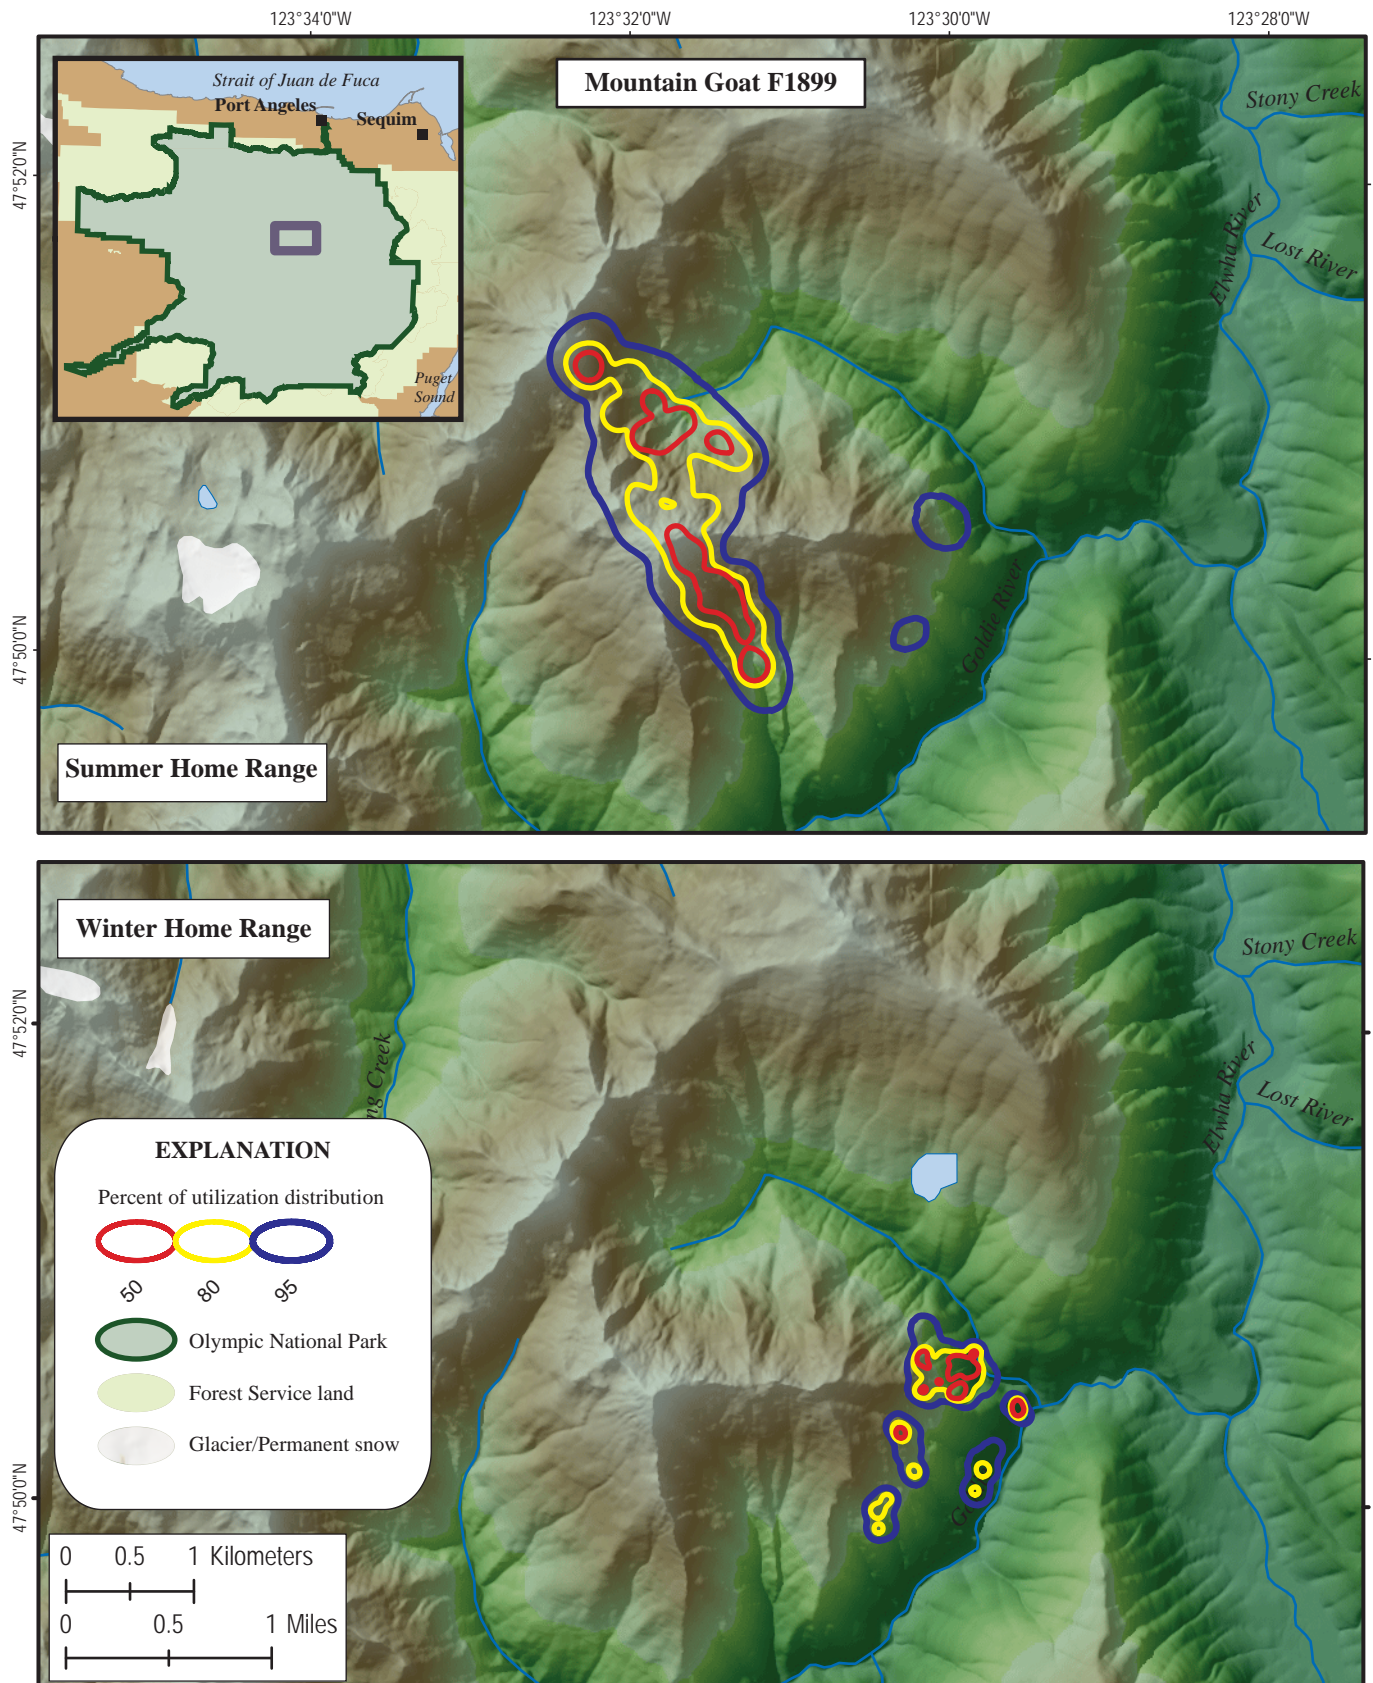 123°34'0"W 123°32'0"W 123°30'0"W 123°28'0"W
Mountain Goat F1899
Strait of Juan de Fuca
Port Angeles
Sequim
Puget
Sound
47°52'0"N
47°50'0"N
Stony Creek
Elwha River
Lost River
Goldie River
Summer Home Range
Winter Home Range
47°52'0"N
47°50'0"N
Stony Creek
Elwha River
Lost River
ng Creek
EXPLANATION
Percent of utilization distribution
50 80 95
Olympic National Park
Forest Service land
Glacier/Permanent snow
0 0.5 1 Kilometers
0 0.5 1 Miles